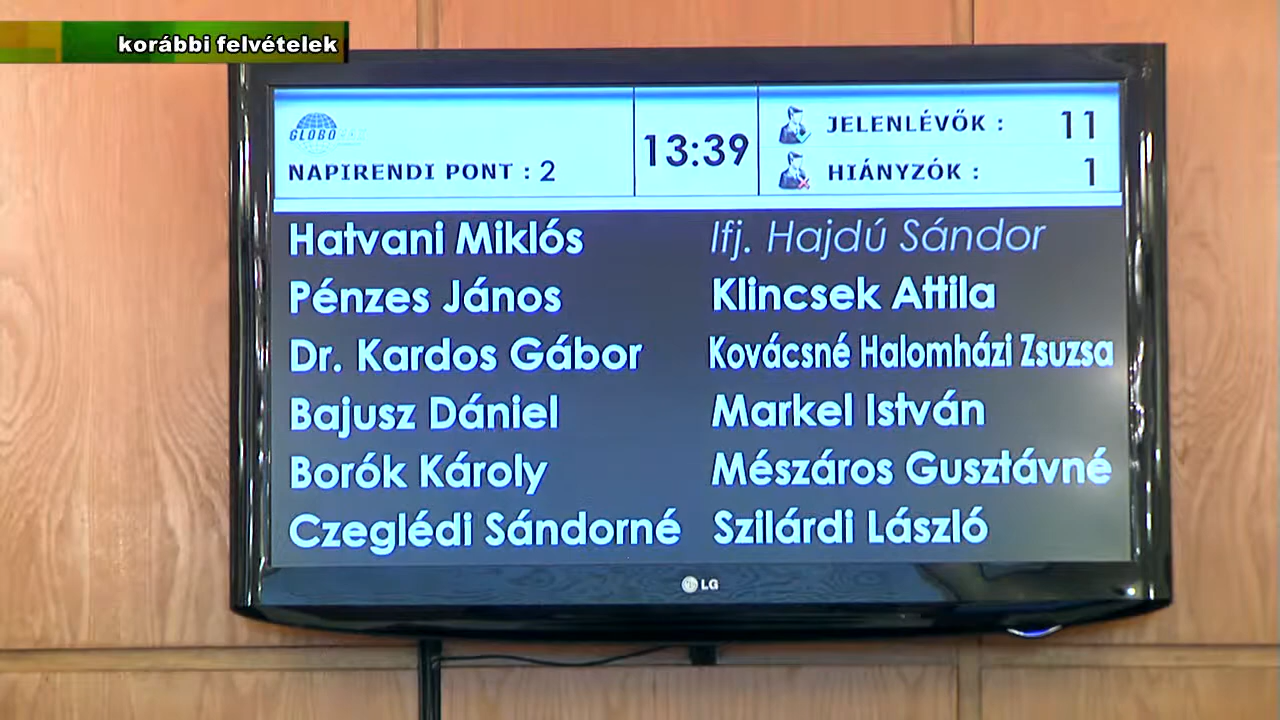 korábbi felvételek
GLOBO
NAPIRENDI PONT : 2
13:39
JELENLÉVŐK : 11
HIÁNYZÓK : 1
Hatvani Miklós
Pénzes János
Dr. Kardos Gábor
Bajusz Dániel
Borók Károly
Czeglédi Sándorné
Ifj. Hajdú Sándor
Klincsek Attila
Kovácsné Halomházi Zsuzsa
Markel István
Mészáros Gusztávné
Szilárdi László
LG